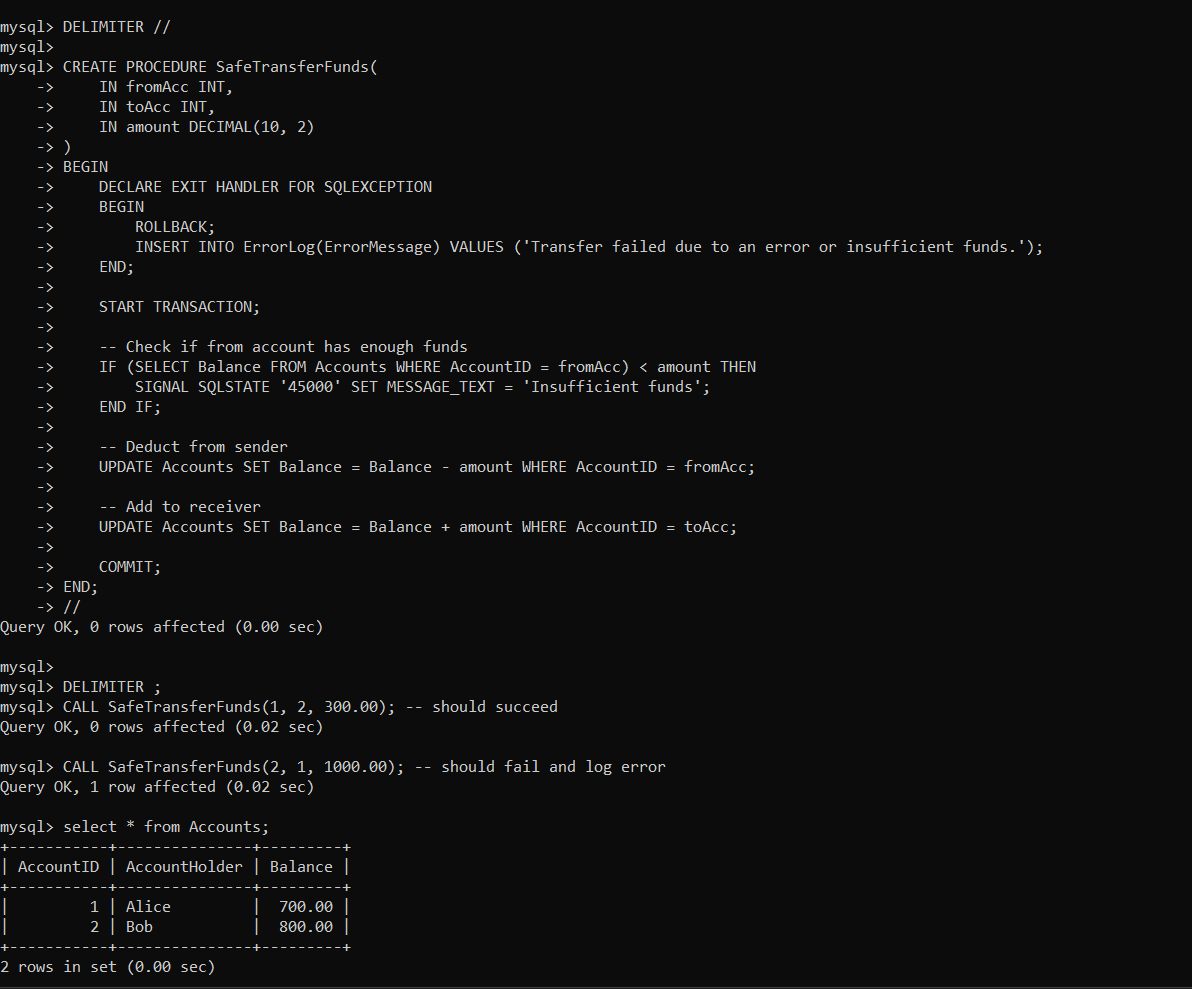 mysql> DELIMITER //
mysql>
mysql> CREATE PROCEDURE SafeTransferFunds(
    ->     IN fromAcc INT,
    ->     IN toAcc INT,
    ->     IN amount DECIMAL(10, 2)
    -> )
    -> BEGIN
    ->     DECLARE EXIT HANDLER FOR SQLEXCEPTION
    ->     BEGIN
    ->         ROLLBACK;
    ->         INSERT INTO ErrorLog(ErrorMessage) VALUES ('Transfer failed due to an error or insufficient funds.');
    ->     END;
    ->
    ->     START TRANSACTION;
    ->
    ->     -- Check if from account has enough funds
    ->     IF (SELECT Balance FROM Accounts WHERE AccountID = fromAcc) < amount THEN
    ->         SIGNAL SQLSTATE '45000' SET MESSAGE_TEXT = 'Insufficient funds';
    ->     END IF;
    ->
    ->     -- Deduct from sender
    ->     UPDATE Accounts SET Balance = Balance - amount WHERE AccountID = fromAcc;
    ->
    ->     -- Add to receiver
    ->     UPDATE Accounts SET Balance = Balance + amount WHERE AccountID = toAcc;
    ->
    ->     COMMIT;
    -> END;
    -> //
Query OK, 0 rows affected (0.00 sec)

mysql>
mysql> DELIMITER ;
mysql> CALL SafeTransferFunds(1, 2, 300.00); -- should succeed
Query OK, 0 rows affected (0.02 sec)

mysql> CALL SafeTransferFunds(2, 1, 1000.00); -- should fail and log error
Query OK, 1 row affected (0.02 sec)

mysql> select * from Accounts;
+-----------+---------------+---------+
| AccountID | AccountHolder | Balance |
+-----------+---------------+---------+
|         1 | Alice         |  700.00 |
|         2 | Bob           |  800.00 |
+-----------+---------------+---------+
2 rows in set (0.00 sec)